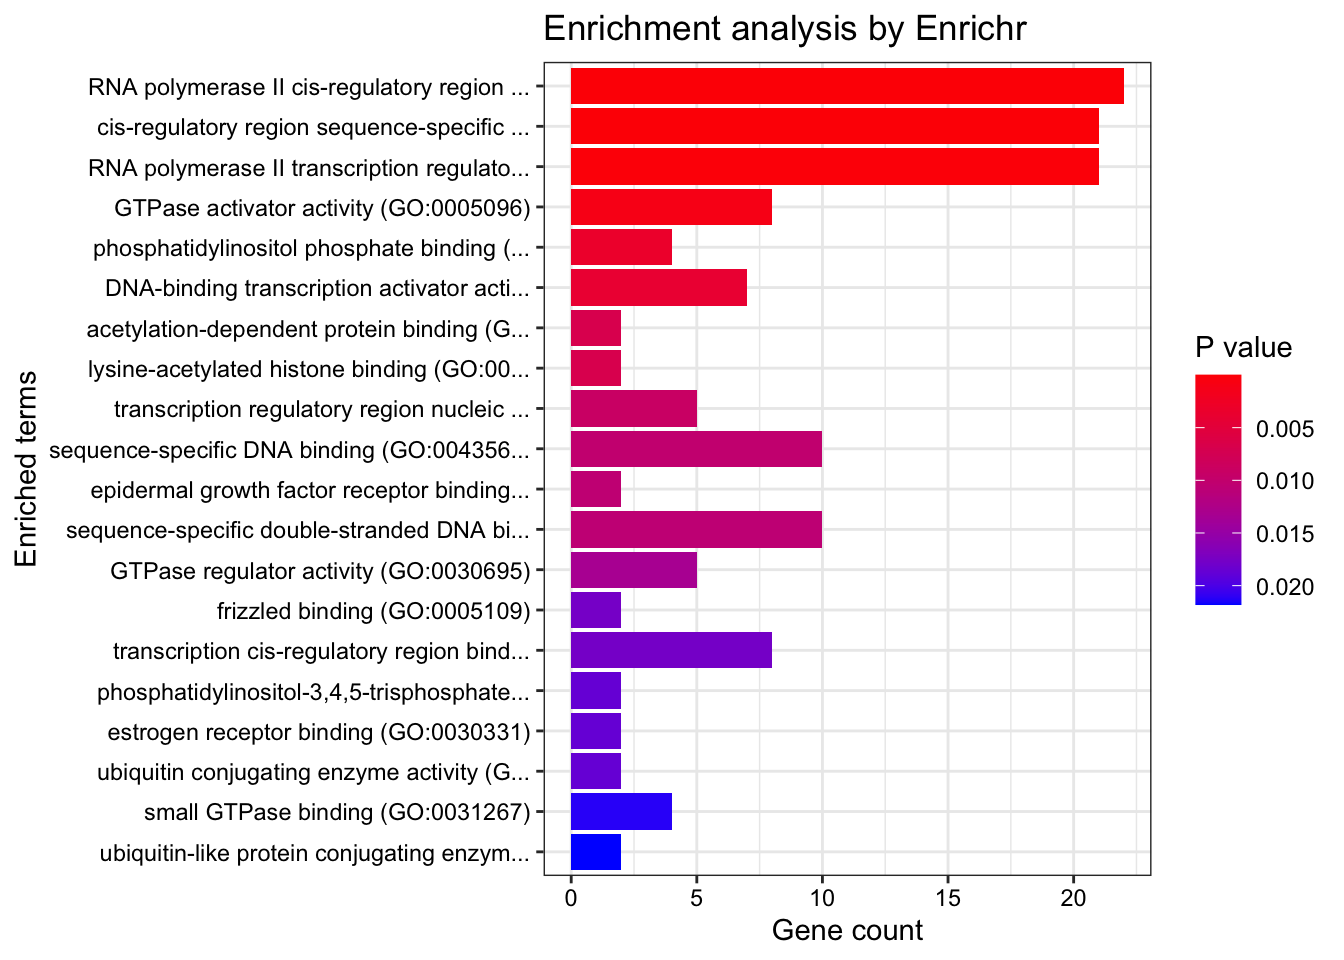 Enrichment analysis by Enrichr
RNA polymerase II cis-regulatory region ...
cis-regulatory region sequence-specific ...
RNA polymerase II transcription regulato...
GTPase activator activity (GO:0005096)
phosphatidylinositol phosphate binding (...
DNA-binding transcription activator acti...
acetylation-dependent protein binding (G...
lysine-acetylated histone binding (GO:00...
transcription regulatory region nucleic ...
sequence-specific DNA binding (GO:004356...
epidermal growth factor receptor binding...
sequence-specific double-stranded DNA bi...
GTPase regulator activity (GO:0030695)
frizzled binding (GO:0005109)
transcription cis-regulatory region bind...
phosphatidylinositol-3,4,5-trisphosphate...
estrogen receptor binding (GO:0030331)
ubiquitin conjugating enzyme activity (G...
small GTPase binding (GO:0031267)
ubiquitin-like protein conjugating enzym...
Enriched terms
0 5 10 15 20
Gene count
P value
0.005
0.010
0.015
0.020